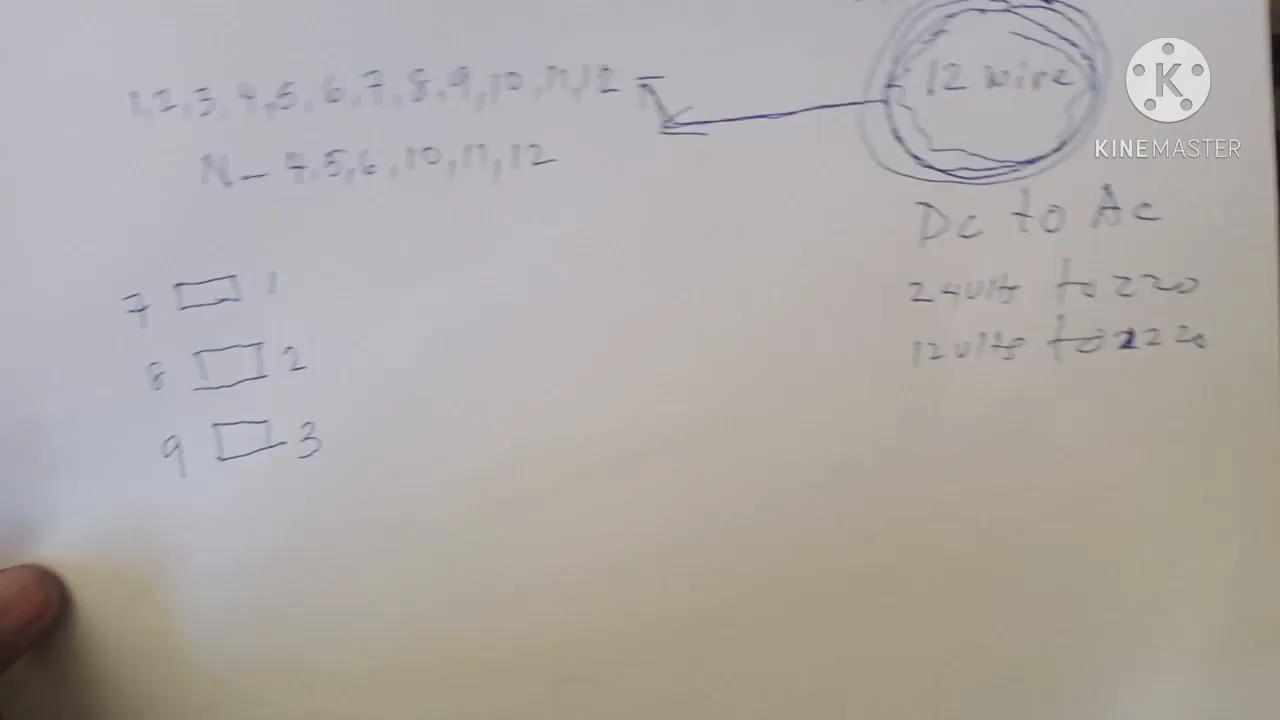 1,2,3,4,5,6,7,8,9,10,11,12
N- 4,5,6,10,11,12
7 1
8 2
9 3
12 wire
Dc to Ac
24volts to 220
12volts to 220
K
KINEMASTER